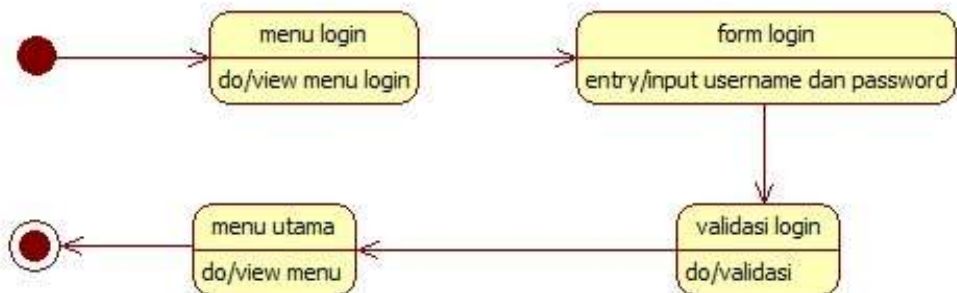 menu login
do/view menu login
form login
entry/input username dan password
validasi login
do/validasi
menu utama
do/view menu